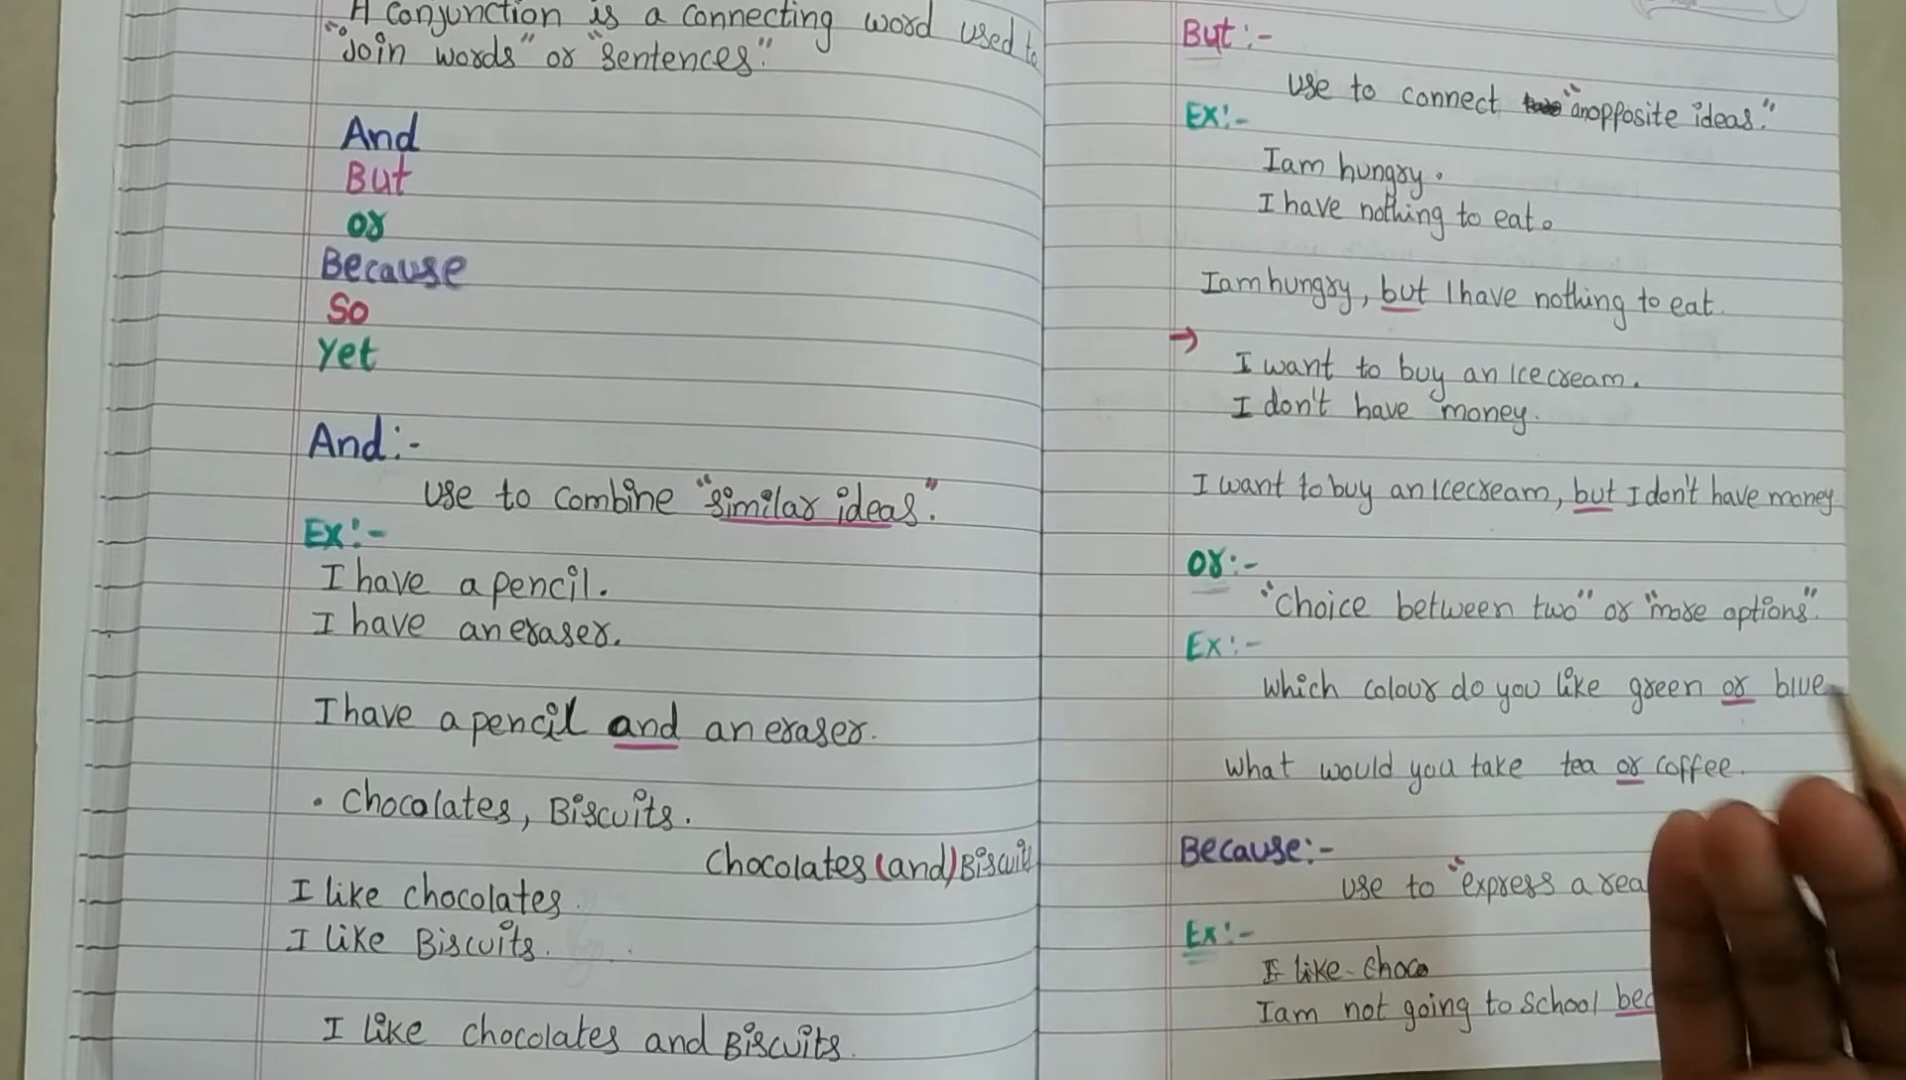 A conjunction is a connecting word used to
"Join words" or "sentences."
And
But
or
Because
So
Yet
And:-
use to combine "similar ideas".
Ex:-
I have a pencil.
I have an eraser.
I have a pencil and an eraser.
. Chocolates, Biscuits.
Chocolates (and) Biscuits
I like chocolates.
I like Biscuits.
I like chocolates and Biscuits.
But:-
use to connect "an opposite ideas."
Ex:-
I am hungry.
I have nothing to eat.
I am hungry, but I have nothing to eat.
→
I want to buy an Icecream.
I don't have money.
I want to buy an Icecream, but I don't have money
or:-
"Choice between two" or "more options".
Ex:-
Which colour do you like green or blue
What would you take tea or coffee.
Because:-
use to "express a rea
Ex:-
I like choco
I am not going to school bec